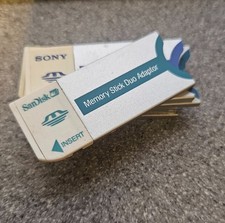 SONY
SanDisk
Memory Stick Duo Adaptor
INSERT